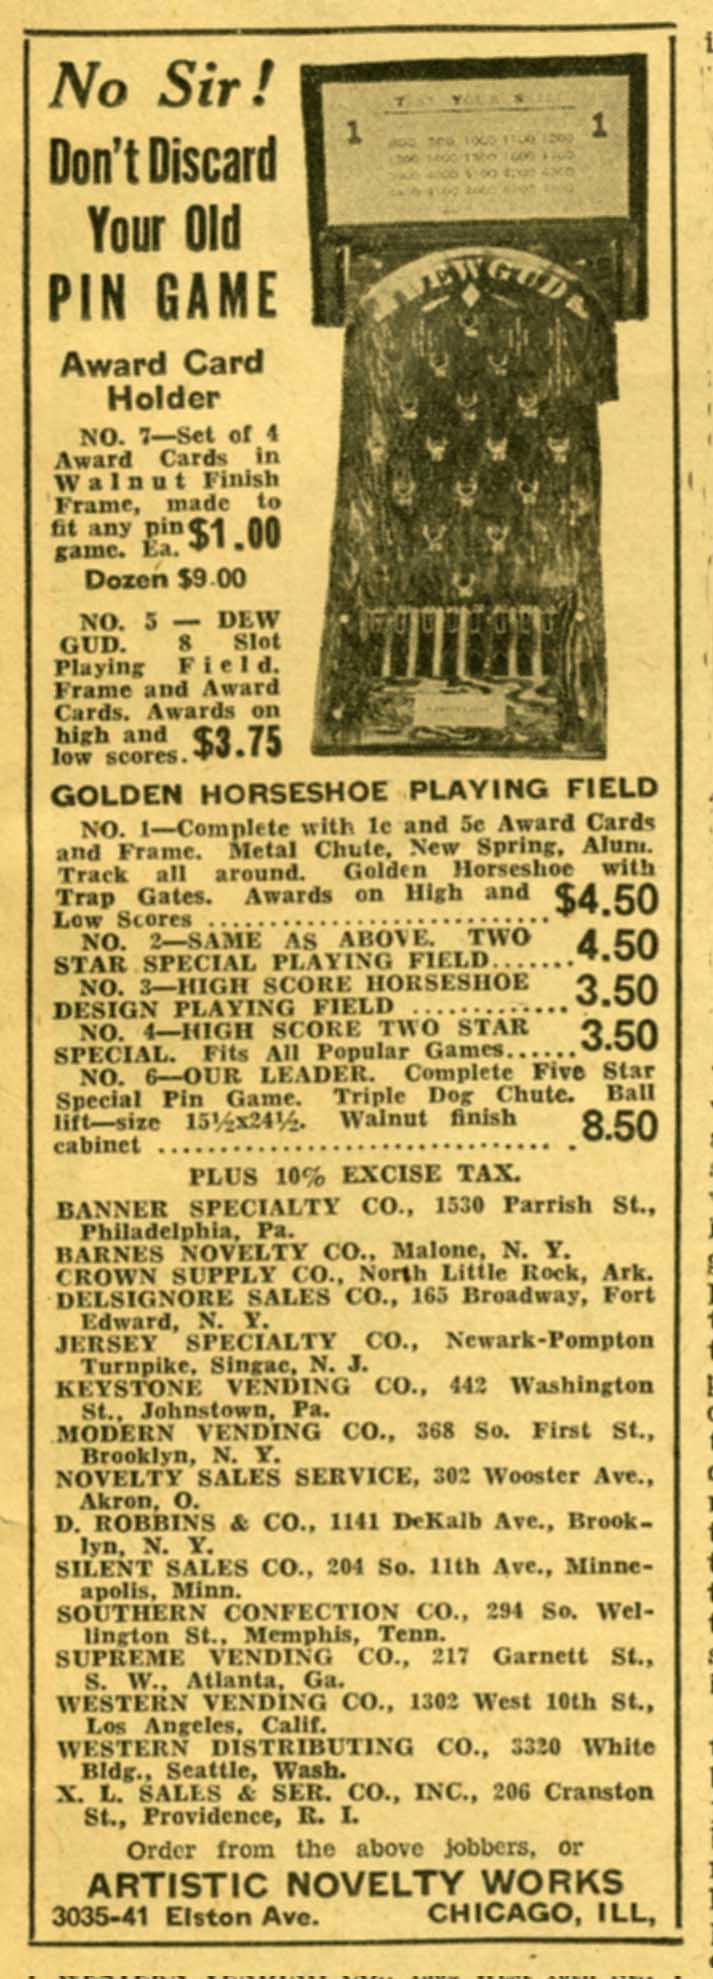 No Sir!
Don't Discard
Your Old
PIN GAME
Award Card
Holder
NO. 7—Set of 4
Award Cards in
Walnut Finish
Frame, made to
fit any pin
game. Ea. $1.00
Dozen $9.00
NO. 5 — DEW
GUD. 8 Slot
Playing Field.
Frame and Award
Cards. Awards on
high and
low scores. $3.75
1
1
DEWGUD
GOLDEN HORSESHOE PLAYING FIELD
NO. 1—Complete with 1c and 5c Award Cards
and Frame. Metal Chute, New Spring, Alum.
Track all around. Golden Horseshoe with
Trap Gates. Awards on High and
Low Scores .............................. $4.50
NO. 2—SAME AS ABOVE. TWO
STAR SPECIAL PLAYING FIELD....... 4.50
NO. 3—HIGH SCORE HORSESHOE
DESIGN PLAYING FIELD ............. 3.50
NO. 4—HIGH SCORE TWO STAR
SPECIAL. Fits All Popular Games...... 3.50
NO. 6—OUR LEADER. Complete Five Star
Special Pin Game. Triple Dog Chute. Ball
lift—size 15½x24½. Walnut finish
cabinet ................................ 8.50
PLUS 10% EXCISE TAX.
BANNER SPECIALTY CO., 1530 Parrish St.,
Philadelphia, Pa.
BARNES NOVELTY CO., Malone, N. Y.
CROWN SUPPLY CO., North Little Rock, Ark.
DELSIGNORE SALES CO., 165 Broadway, Fort
Edward, N. Y.
JERSEY SPECIALTY CO., Newark-Pompton
Turnpike, Singac, N. J.
KEYSTONE VENDING CO., 442 Washington
St., Johnstown, Pa.
MODERN VENDING CO., 368 So. First St.,
Brooklyn, N. Y.
NOVELTY SALES SERVICE, 302 Wooster Ave.,
Akron, O.
D. ROBBINS & CO., 1141 DeKalb Ave., Brook-
lyn, N. Y.
SILENT SALES CO., 204 So. 11th Ave., Minne-
apolis, Minn.
SOUTHERN CONFECTION CO., 294 So. Wel-
lington St., Memphis, Tenn.
SUPREME VENDING CO., 217 Garnett St.,
S. W., Atlanta, Ga.
WESTERN VENDING CO., 1302 West 10th St.,
Los Angeles, Calif.
WESTERN DISTRIBUTING CO., 3320 White
Bldg., Seattle, Wash.
X. L. SALES & SER. CO., INC., 206 Cranston
St., Providence, R. I.
Order from the above jobbers, or
ARTISTIC NOVELTY WORKS
3035-41 Elston Ave. CHICAGO, ILL,